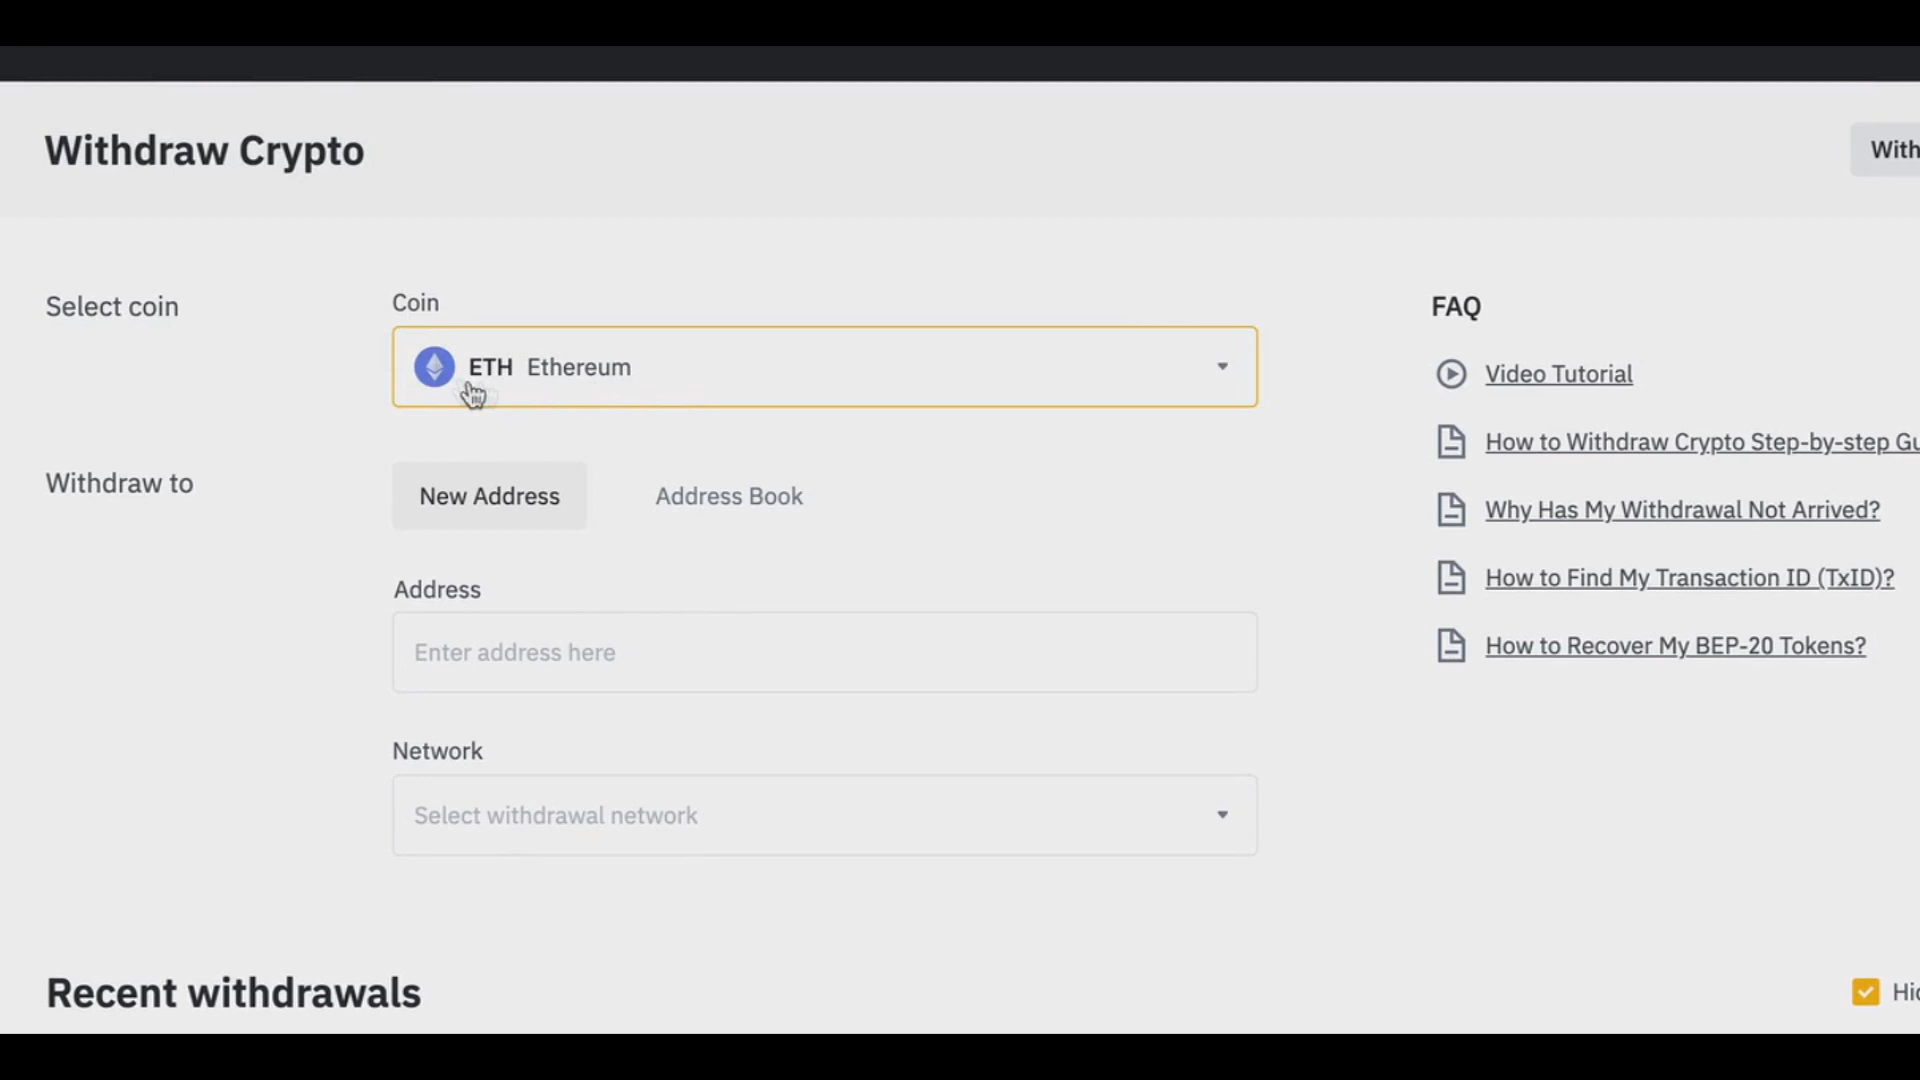 Withdraw Crypto
With
Select coin
Coin
ETH Ethereum
Withdraw to
New Address
Address Book
Address
Enter address here
Network
Select withdrawal network
FAQ
Video Tutorial
How to Withdraw Crypto Step-by-step Gu
Why Has My Withdrawal Not Arrived?
How to Find My Transaction ID (TxID)?
How to Recover My BEP-20 Tokens?
Recent withdrawals
Hid